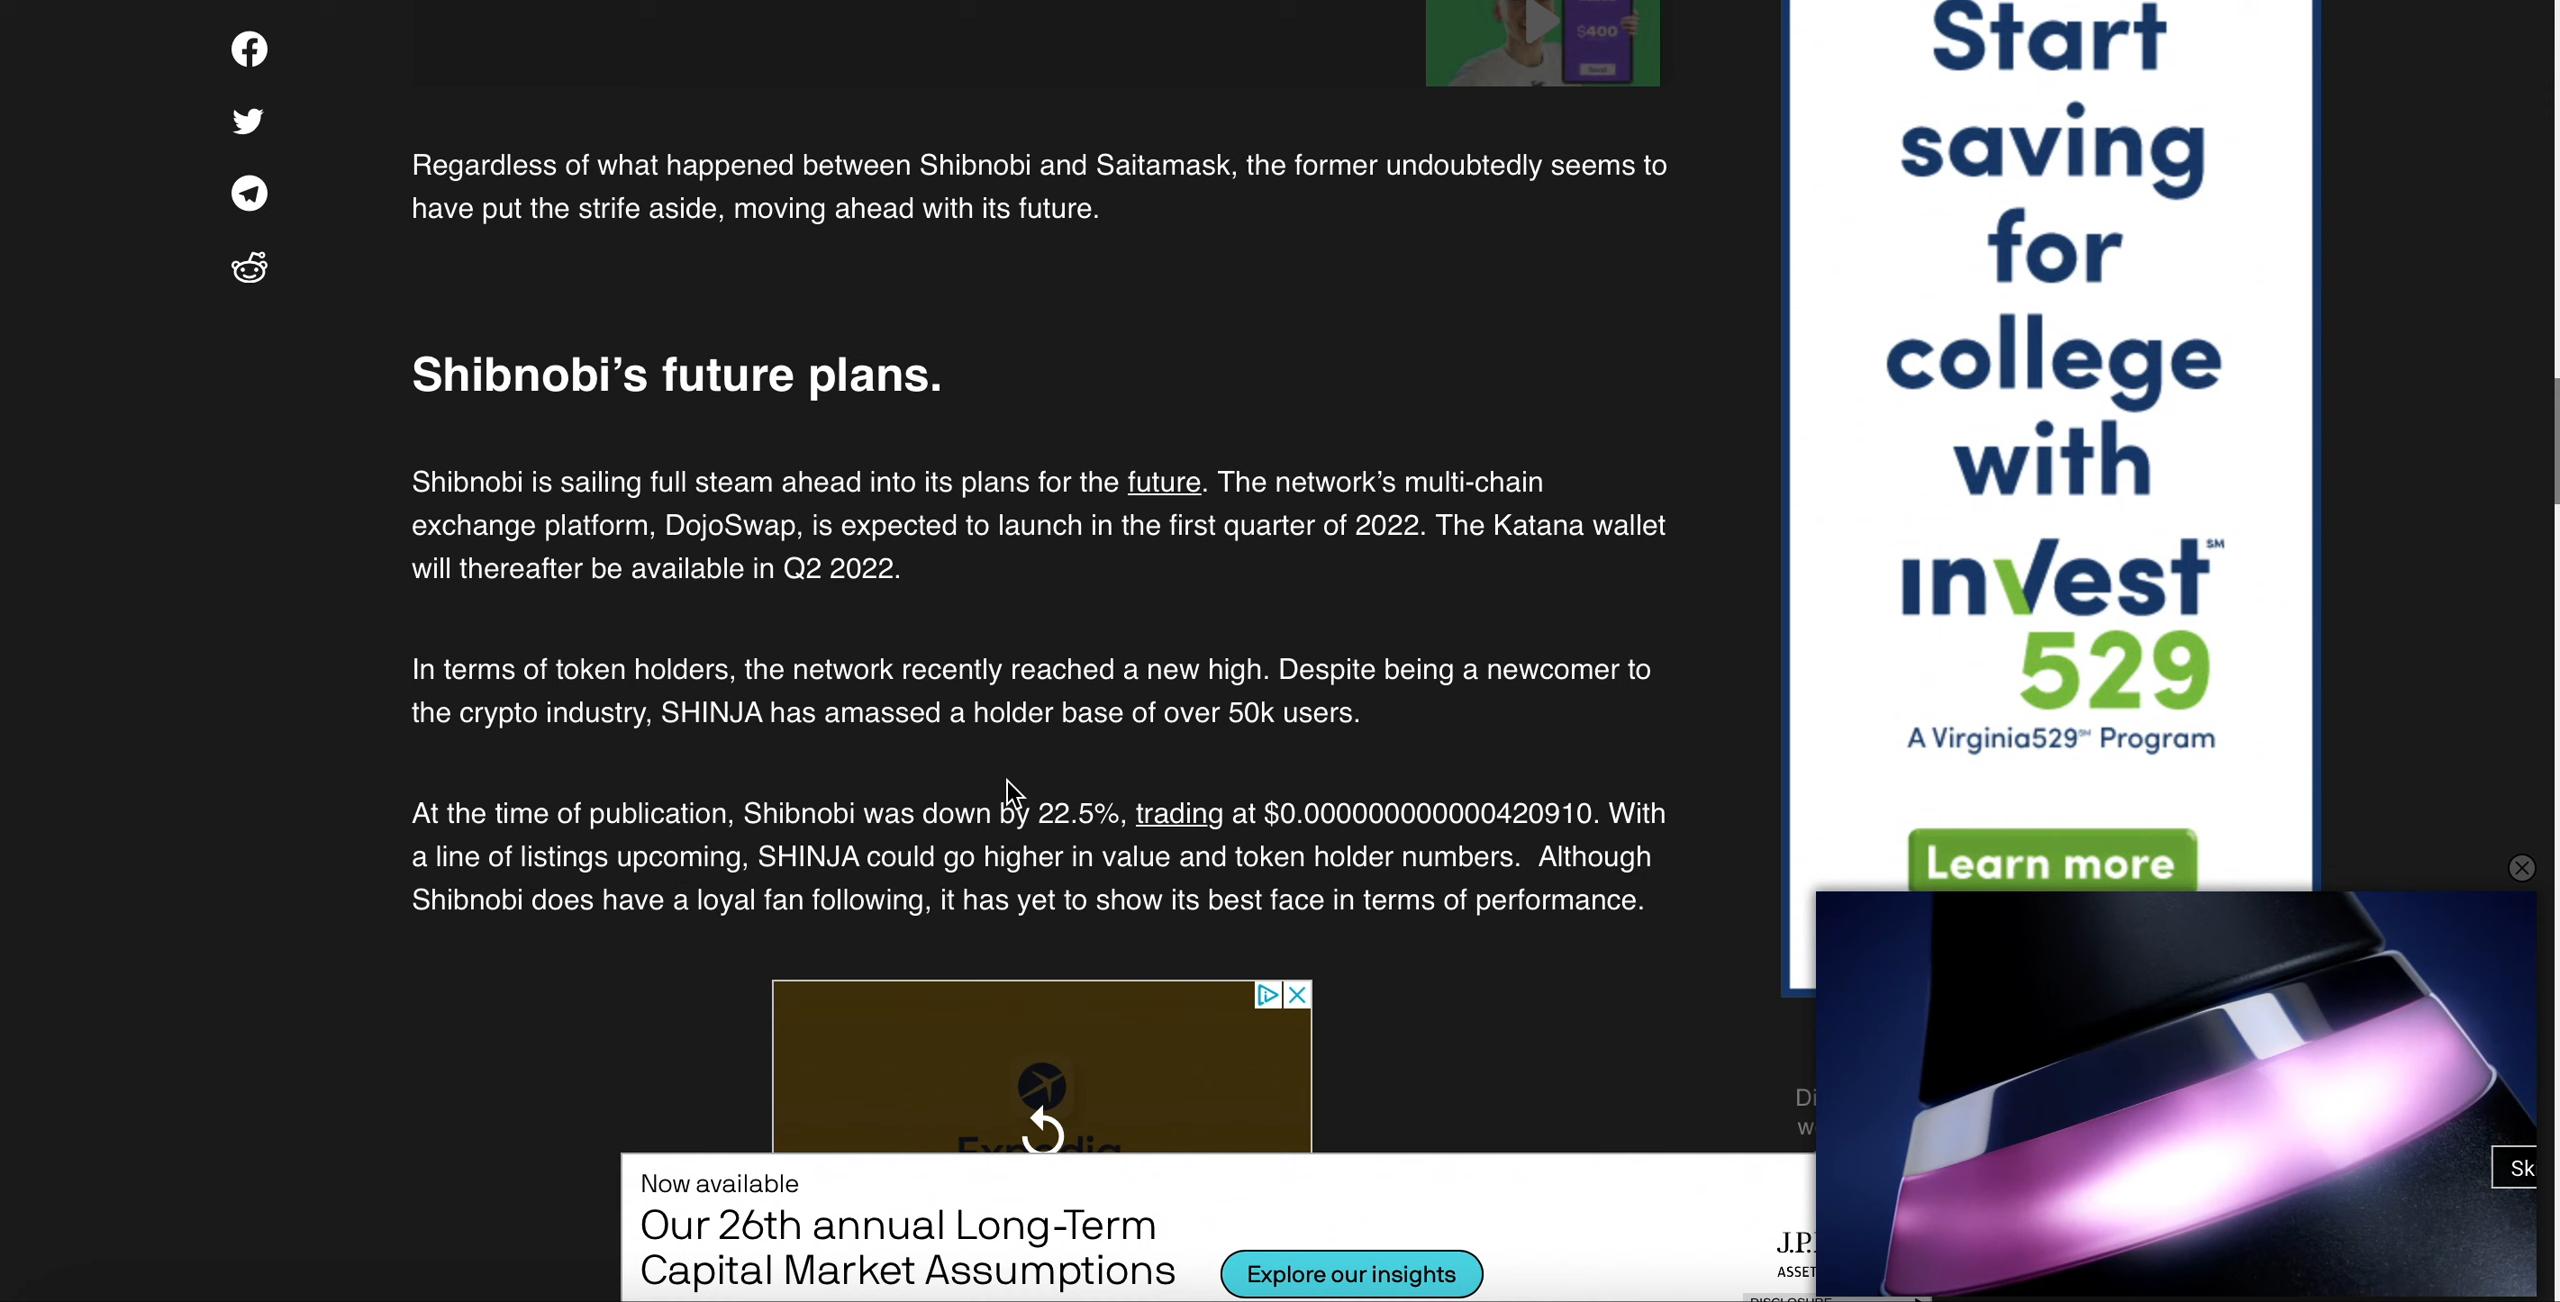 $400
Regardless of what happened between Shibnobi and Saitamask, the former undoubtedly seems to
have put the strife aside, moving ahead with its future.
Shibnobi’s future plans.
Shibnobi is sailing full steam ahead into its plans for the future. The network’s multi-chain
exchange platform, DojoSwap, is expected to launch in the first quarter of 2022. The Katana wallet
will thereafter be available in Q2 2022.
In terms of token holders, the network recently reached a new high. Despite being a newcomer to
the crypto industry, SHINJA has amassed a holder base of over 50k users.
At the time of publication, Shibnobi was down by 22.5%, trading at $0.000000000000420910. With
a line of listings upcoming, SHINJA could go higher in value and token holder numbers.  Although
Shibnobi does have a loyal fan following, it has yet to show its best face in terms of performance.
Expedia
Now available
Our 26th annual Long-Term
Capital Market Assumptions
Explore our insights
J.P.
ASSET
Start
saving
for
college
with
invest℠
529
A Virginia529℠ Program
Learn more
Di
w
Sk